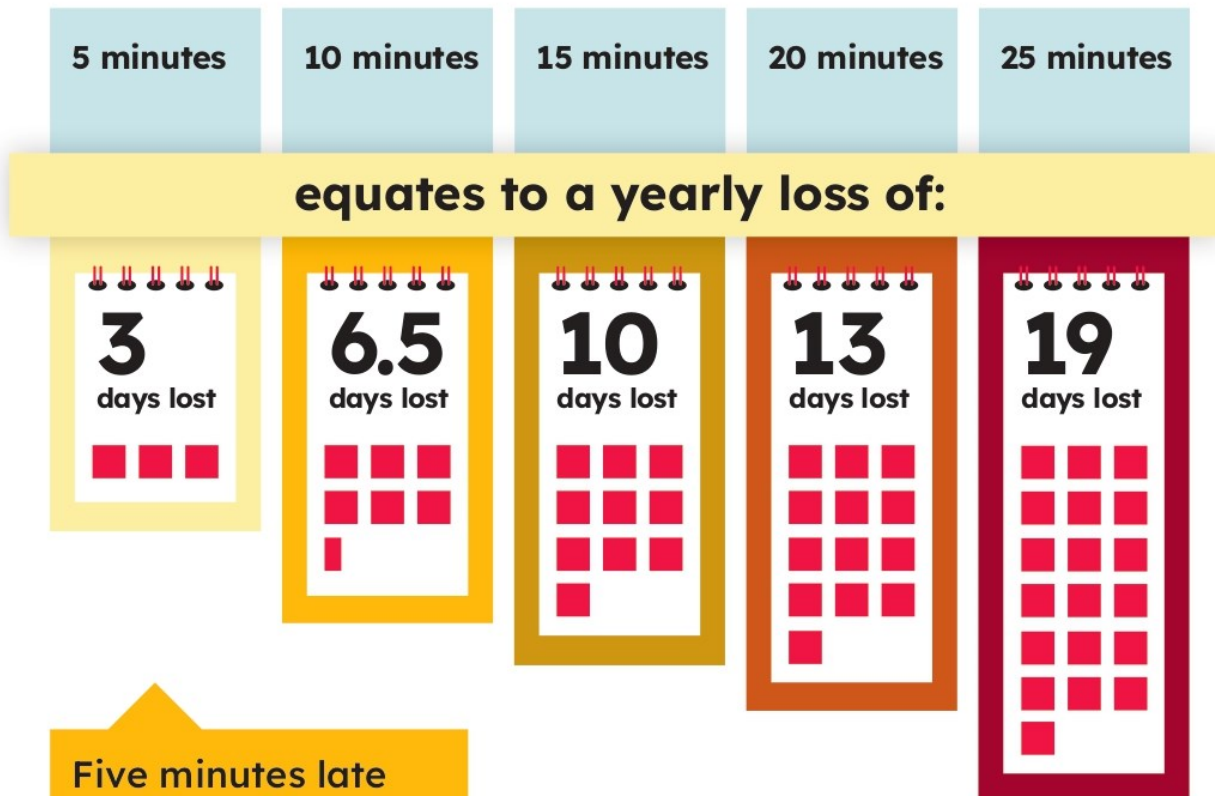 5 minutes
10 minutes
15 minutes
20 minutes
25 minutes
equates to a yearly loss of:
3
days lost
6.5
days lost
10
days lost
13
days lost
19
days lost
Five minutes late